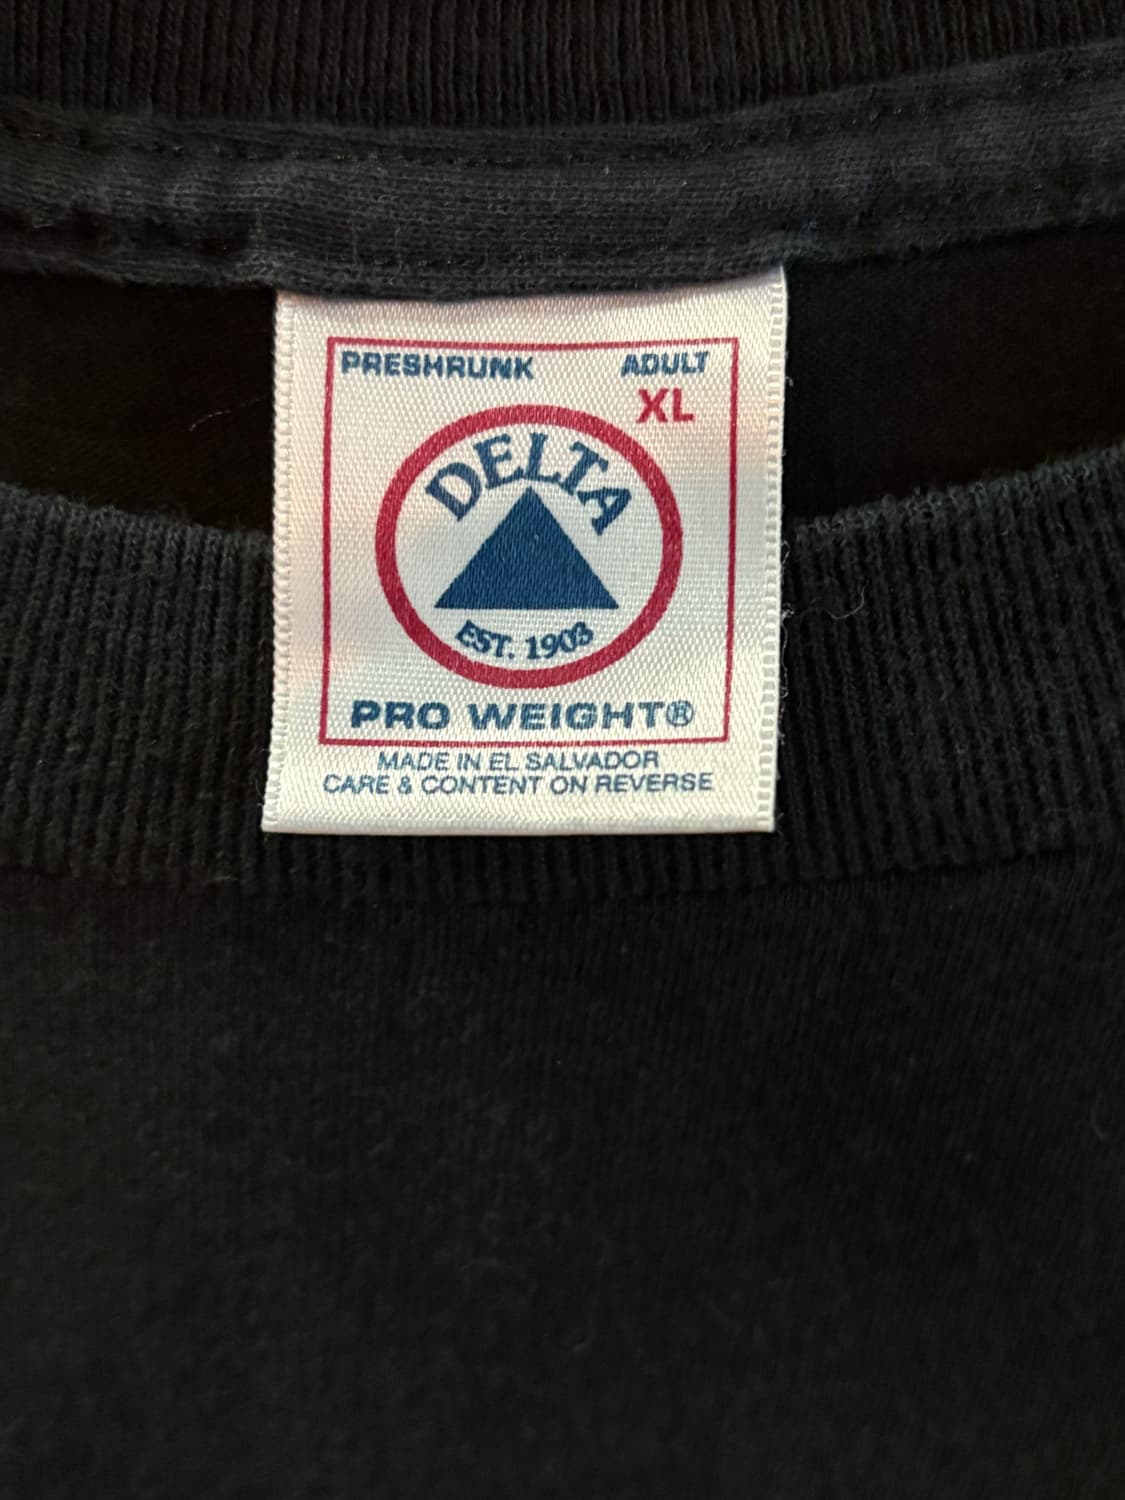 PRESHRUNK
ADULT
XL
DELTA
EST. 1903
PRO WEIGHT®
MADE IN EL SALVADOR
CARE & CONTENT ON REVERSE